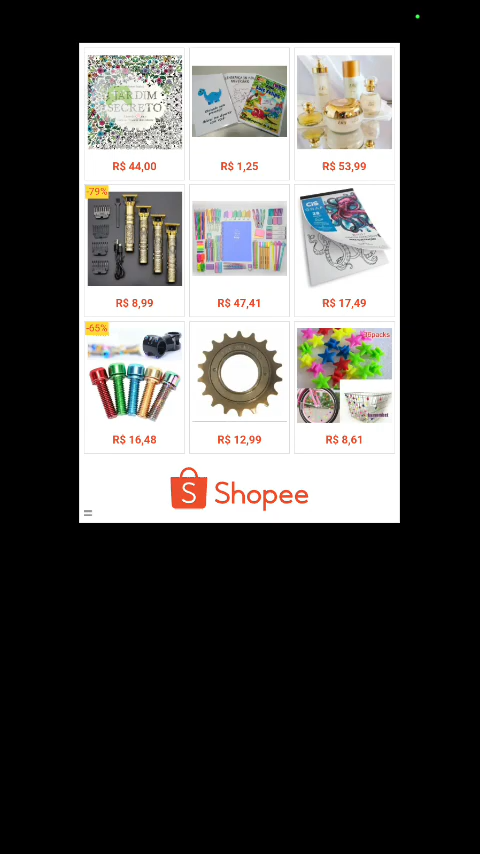 JARDIM
SECRETO
R$ 44,00
R$ 1,25
R$ 53,99
-79%
R$ 8,99
R$ 47,41
R$ 17,49
-65%
R$ 16,48
R$ 12,99
R$ 8,61
Shopee